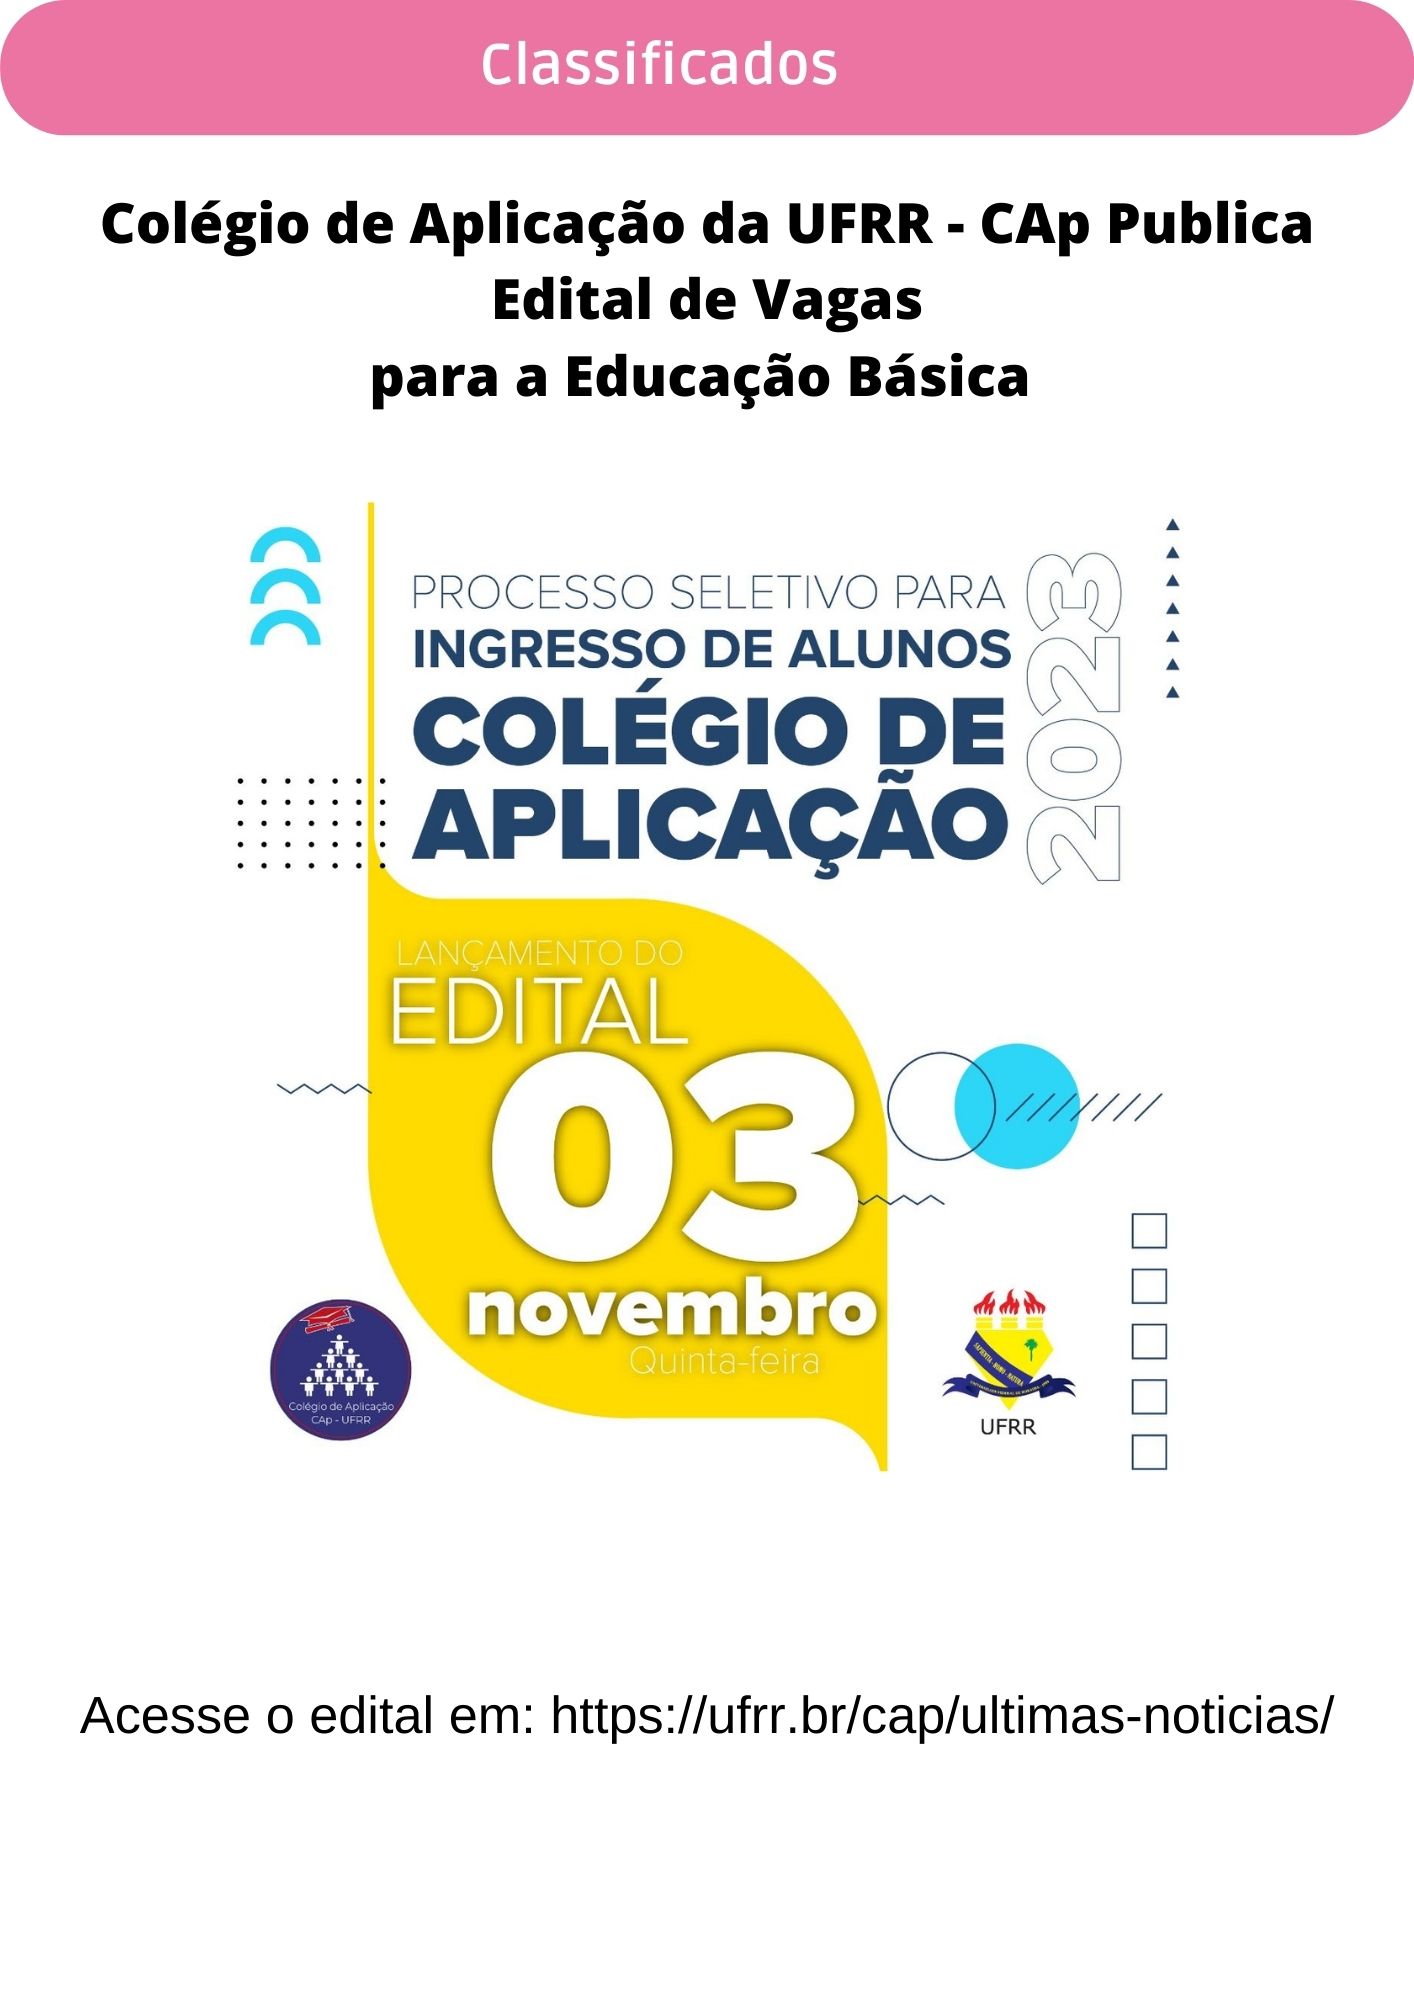 Classificados
Colégio de Aplicação da UFRR - CAp Publica
Edital de Vagas
para a Educação Básica
PROCESSO SELETIVO PARA
INGRESSO DE ALUNOS
COLÉGIO DE
APLICAÇÃO
2023
LANÇAMENTO DO
EDITAL
03
novembro
Quinta-feira
Colégio de Aplicação
CAp - UFRR
UFRR
Acesse o edital em: https://ufrr.br/cap/ultimas-noticias/